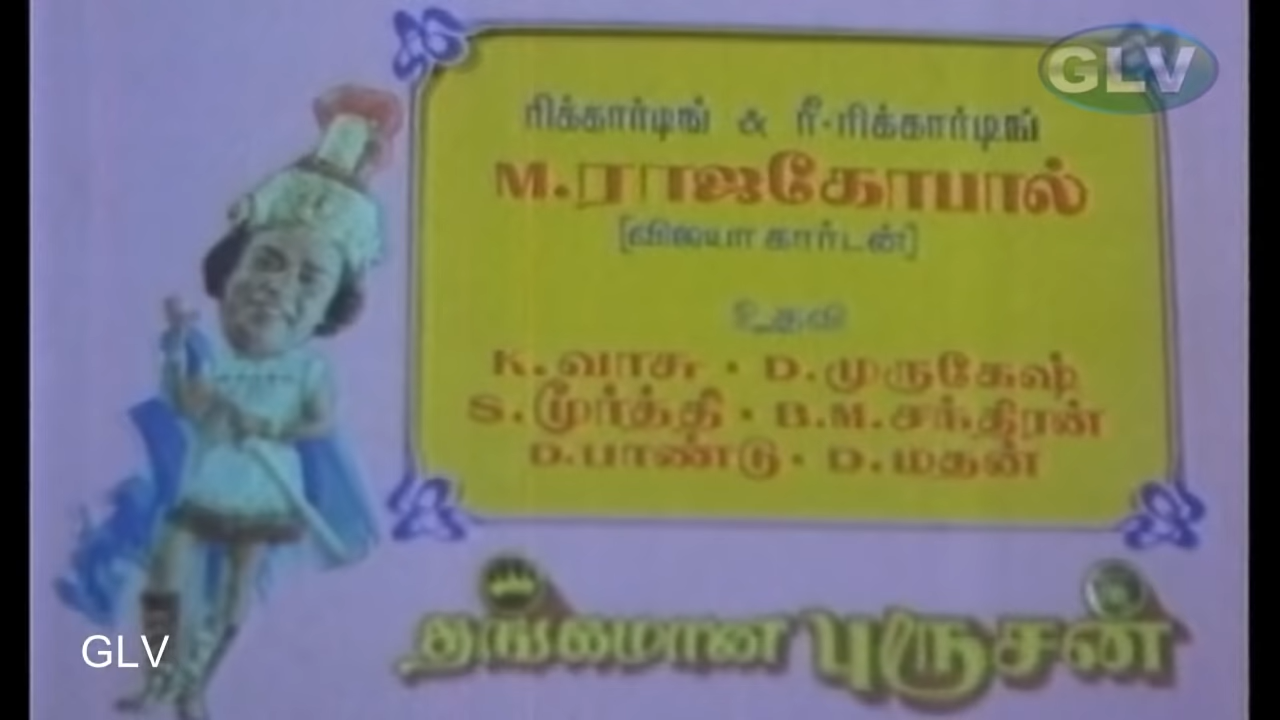 GLV
ரிக்கார்டிங் & ரீ-ரிக்கார்டிங்
M. ராஜகோபால்
[விஜயா கார்டன்]
உதவி
K. வாசு · D. முருகேஷ்
S. மூர்த்தி · B.M. சந்திரன்
D. பாண்டு · D. மதன்
தங்கமான புருசன்
GLV